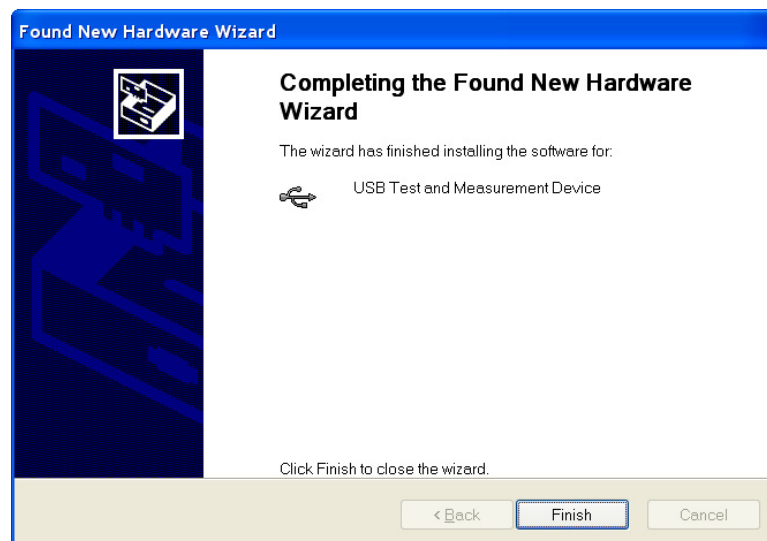 Found New Hardware Wizard
Completing the Found New Hardware
Wizard
The wizard has finished installing the software for:
USB Test and Measurement Device
Click Finish to close the wizard.
< Back
Finish
Cancel